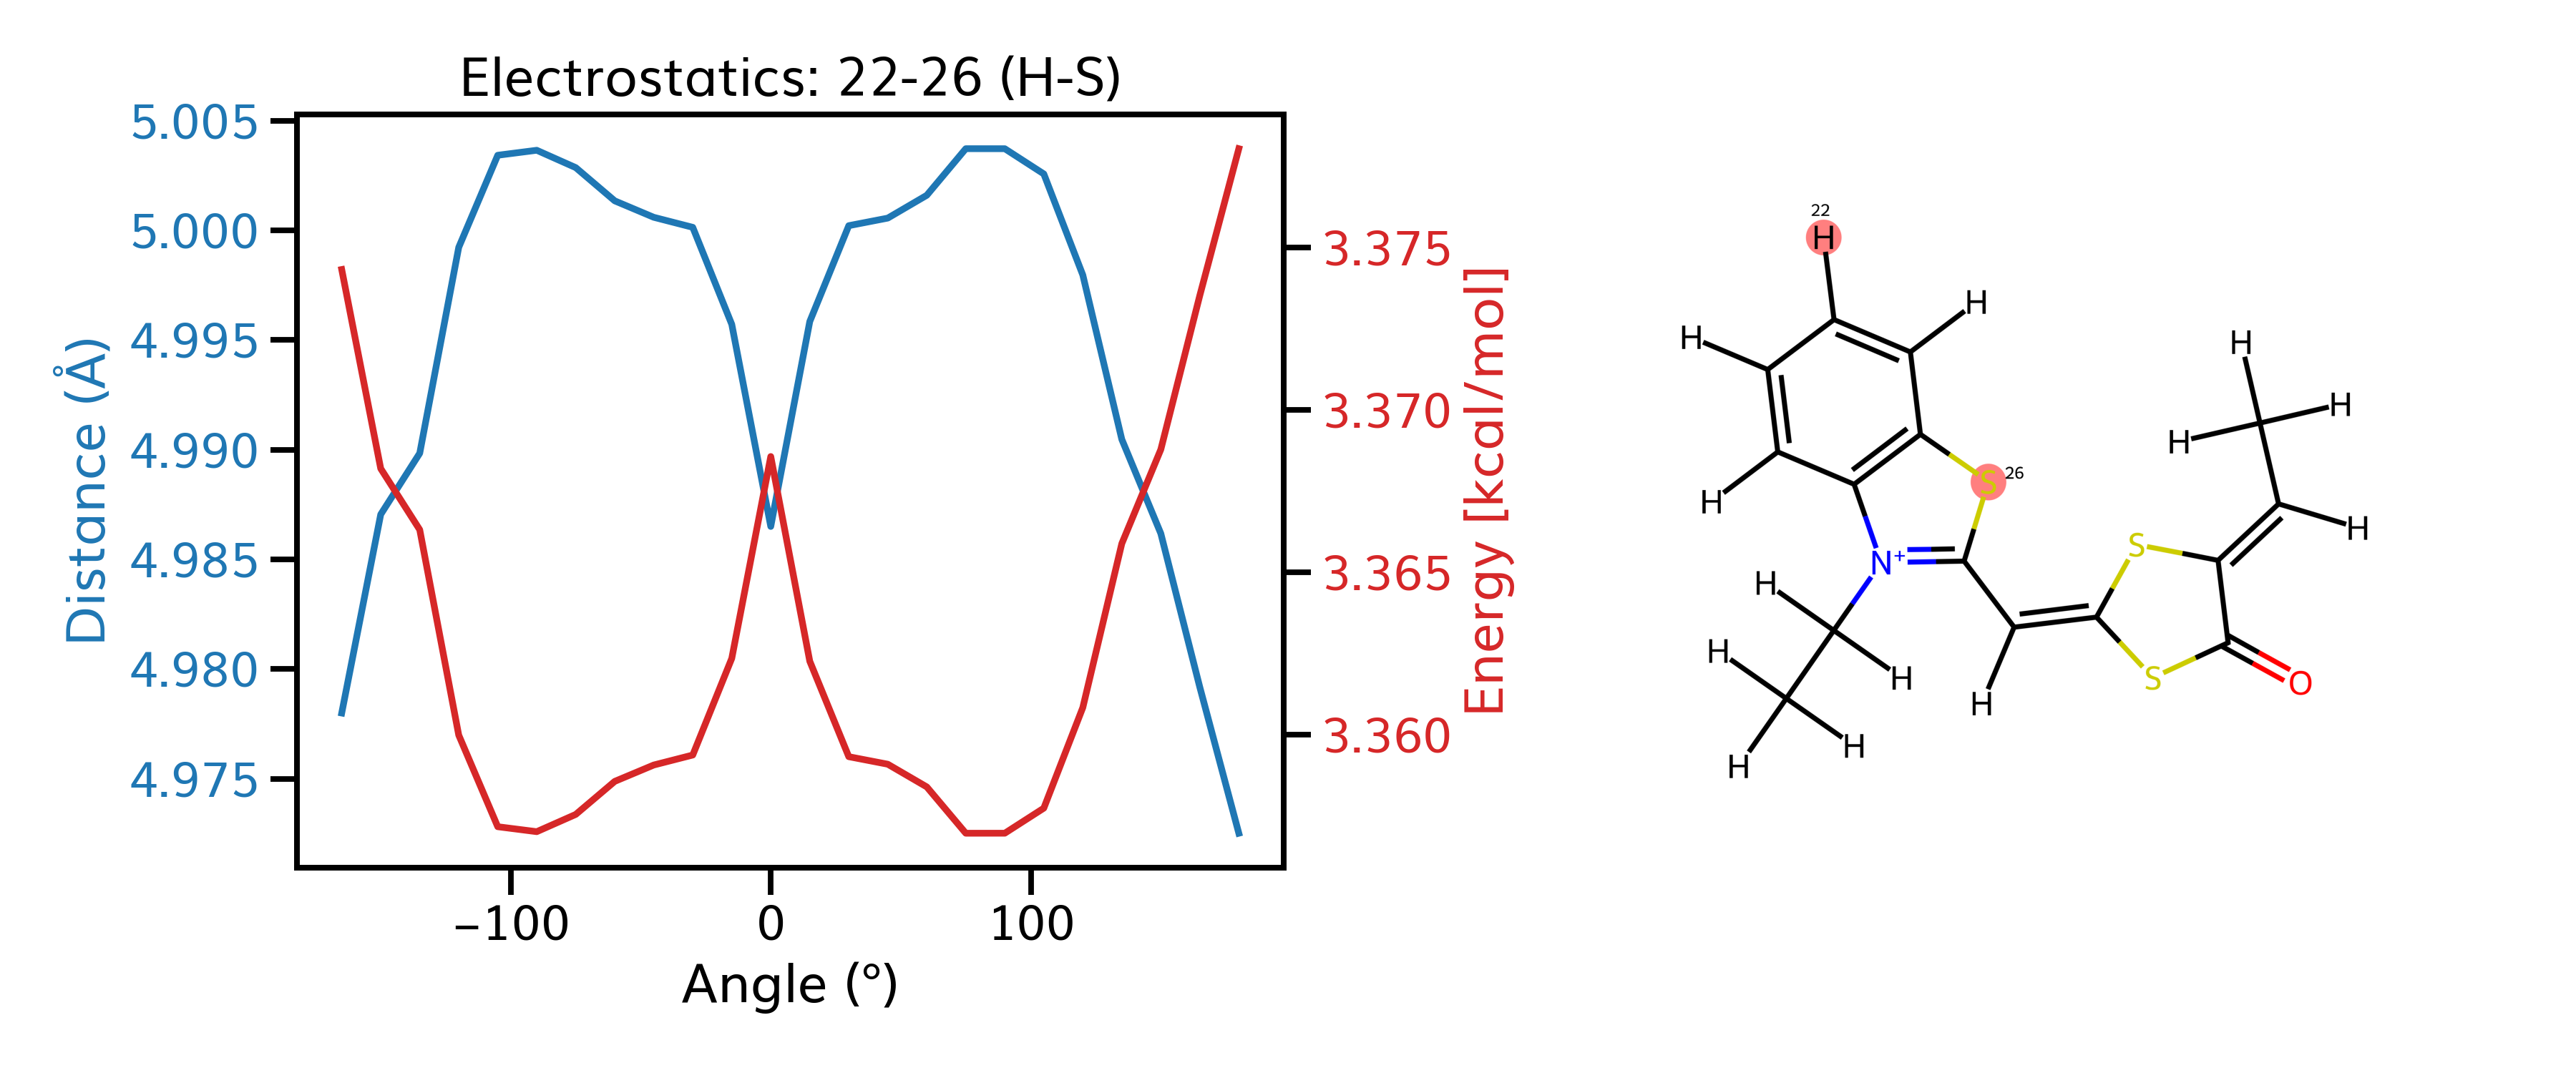 Electrostatics: 22-26 (H-S)
5.005
5.000
4.995
4.990
4.985
4.980
4.975
Distance (Å)
3.375
3.370
3.365
3.360
Energy [kcal/mol]
−100
0
100
Angle (°)
22
H
H
H
H
S 26
N+
H
H
H
H
H
H
S
S
O
H
H
H
H